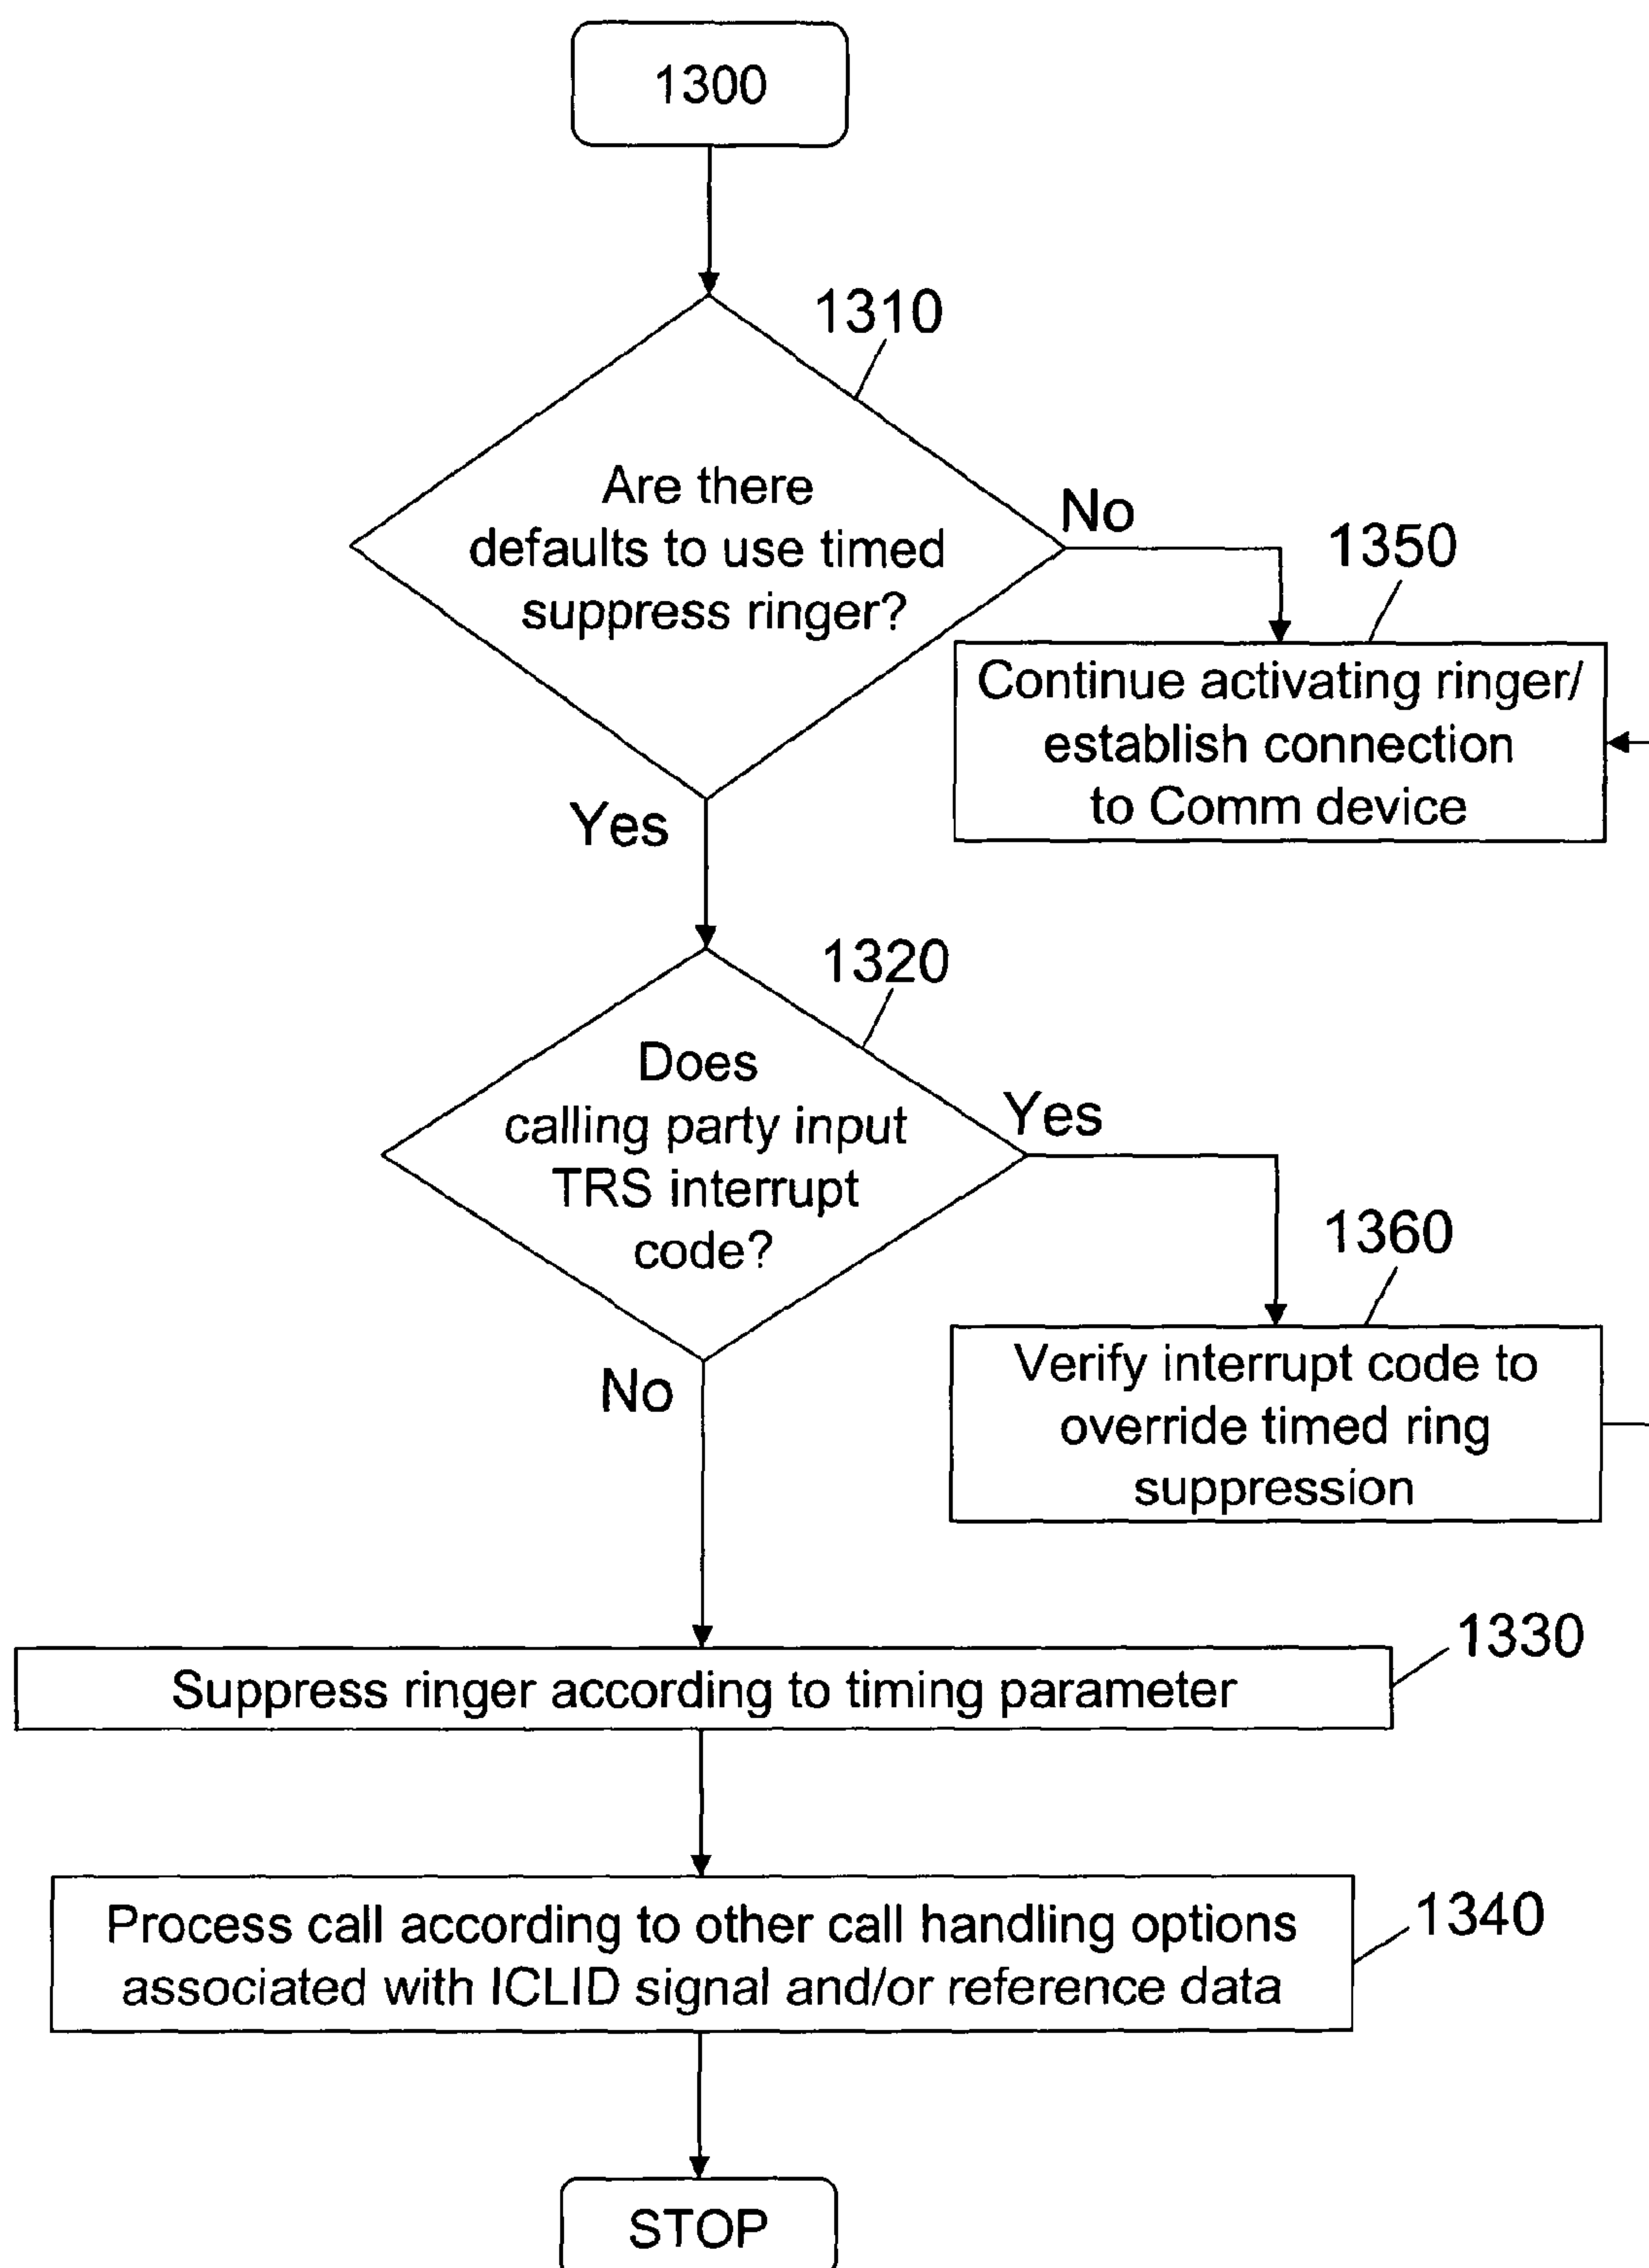 1300
1310
Are there
defaults to use timed
suppress ringer?
No
1350
Continue activating ringer/
establish connection
to Comm device
Yes
1320
Does
calling party input
TRS interrupt
code?
Yes
1360
Verify interrupt code to
override timed ring
suppression
No
1330
Suppress ringer according to timing parameter
1340
Process call according to other call handling options
associated with ICLID signal and/or reference data
STOP